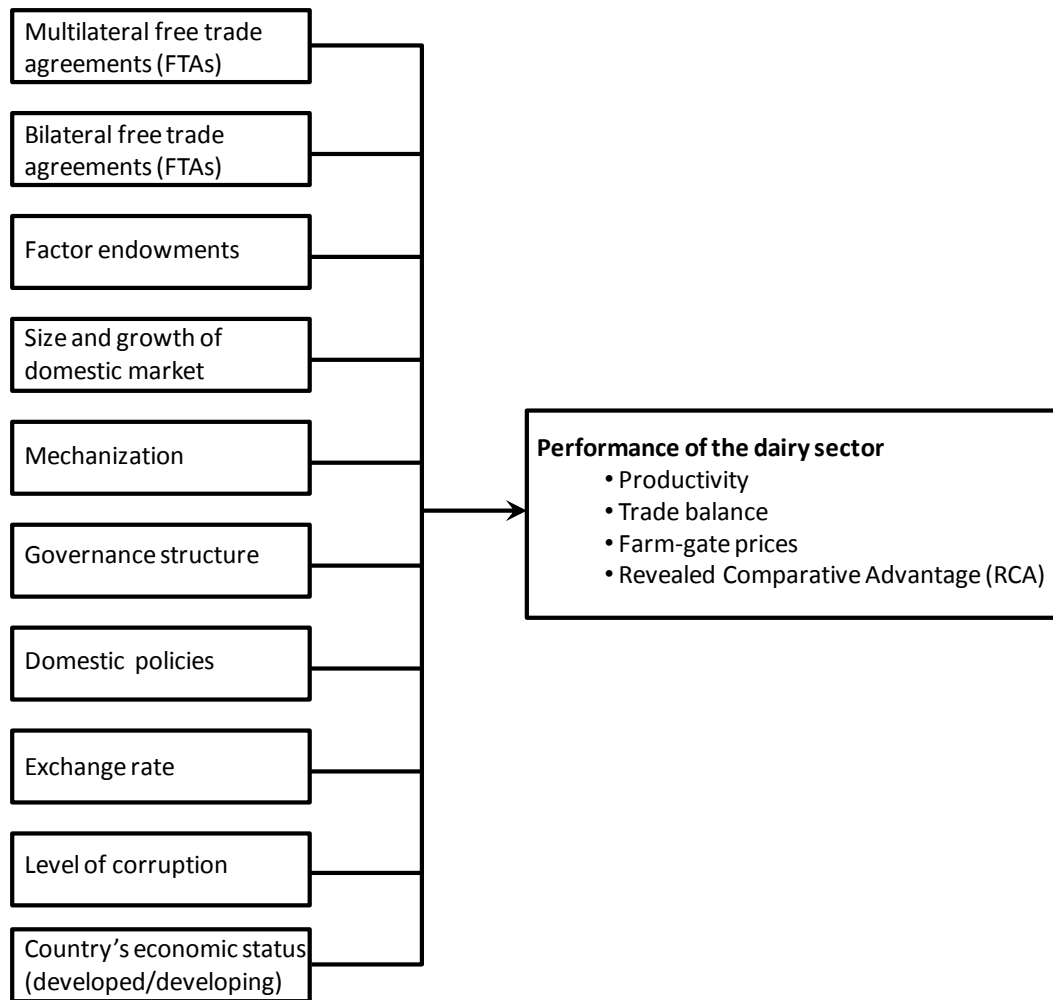 Multilateral free trade
agreements (FTAs)
Bilateral free trade
agreements (FTAs)
Factor endowments
Size and growth of
domestic market
Mechanization
Governance structure
Domestic policies
Exchange rate
Level of corruption
Country's economic status
(developed/developing)
Performance of the dairy sector
• Productivity
• Trade balance
• Farm-gate prices
• Revealed Comparative Advantage (RCA)